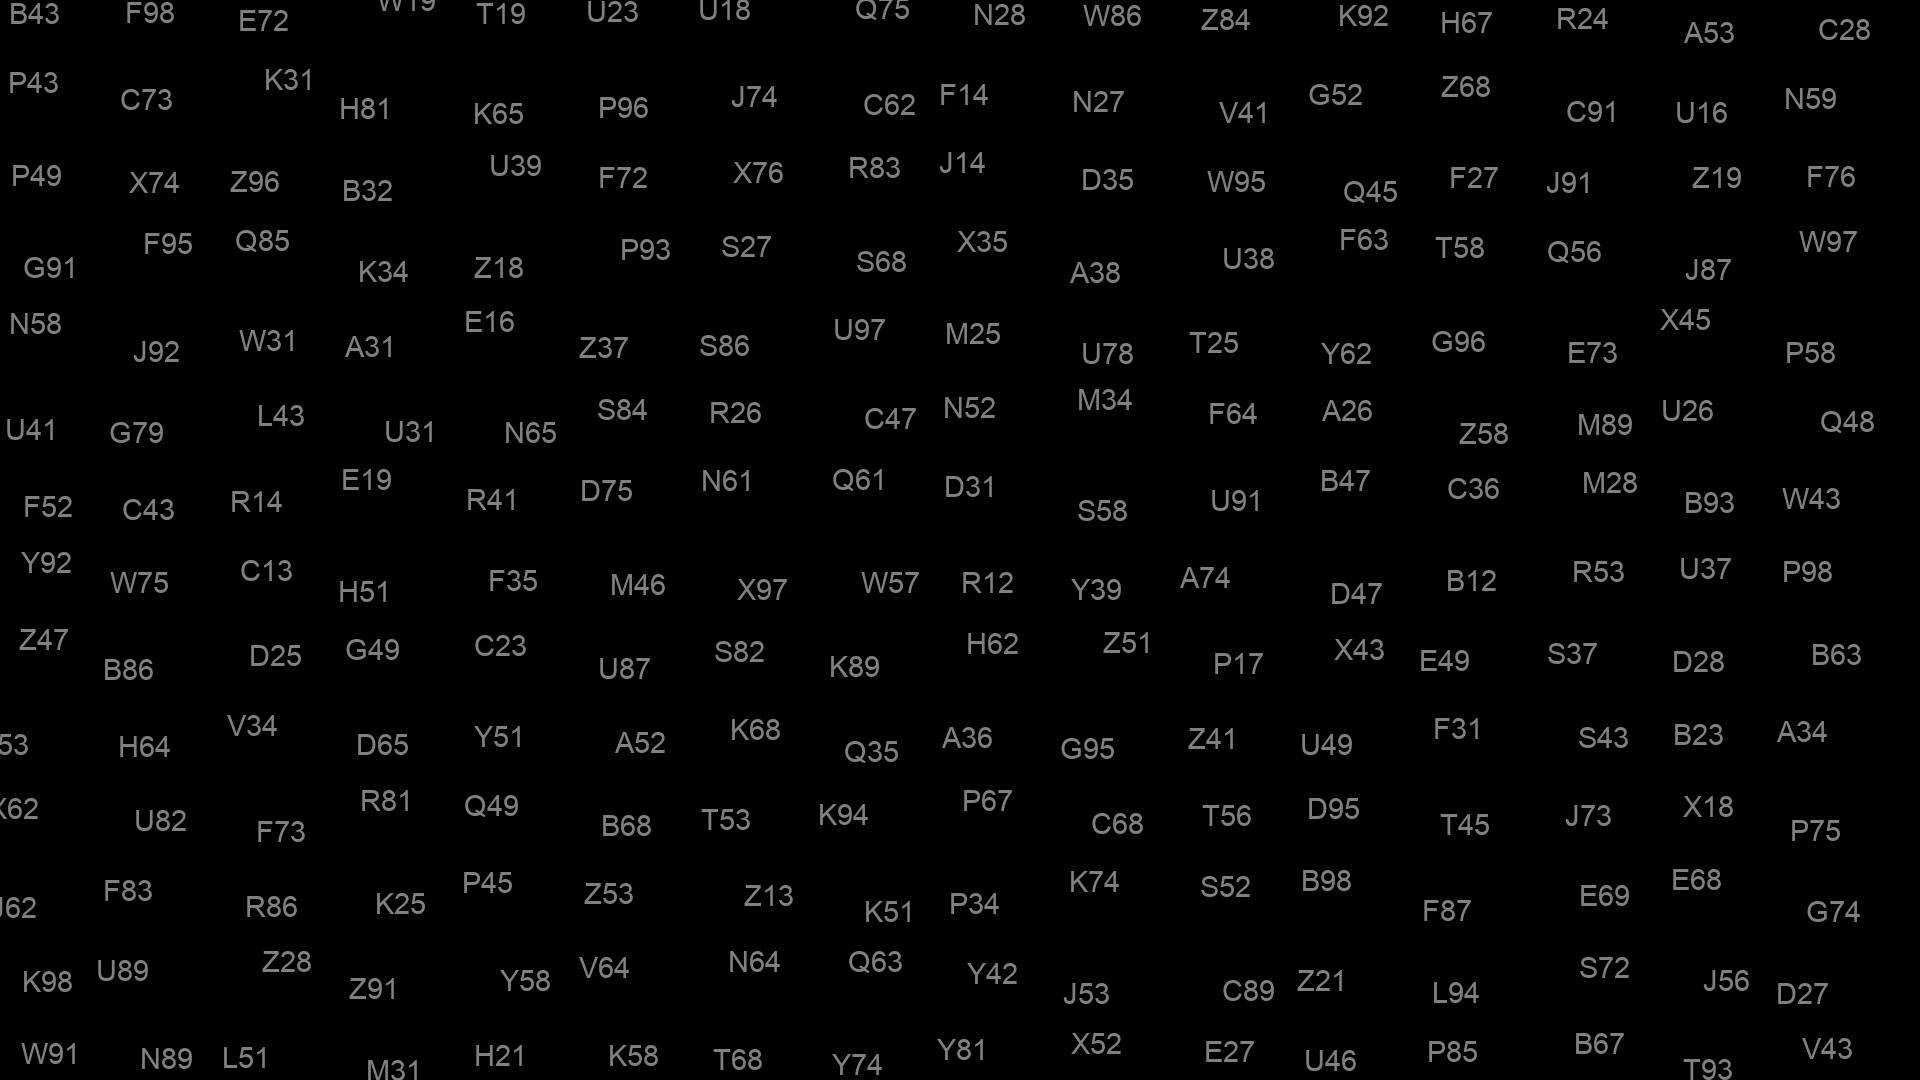 B43 F98 E72 W19 T19 U23 U18 Q75 N28 W86 Z84 K92 H67 R24 A53 C28
P43 C73 K31 H81 K65 P96 J74 C62 F14 N27 V41 G52 Z68 C91 U16 N59
P49 X74 Z96 B32 U39 F72 X76 R83 J14 D35 W95 Q45 F27 J91 Z19 F76
G91 F95 Q85 K34 Z18 P93 S27 S68 X35 A38 U38 F63 T58 Q56 J87 W97
N58 J92 W31 A31 E16 Z37 S86 U97 M25 U78 T25 Y62 G96 E73 X45 P58
U41 G79 L43 U31 N65 S84 R26 C47 N52 M34 F64 A26 Z58 M89 U26 Q48
F52 C43 R14 E19 R41 D75 N61 Q61 D31 S58 U91 B47 C36 M28 B93 W43
Y92 W75 C13 H51 F35 M46 X97 W57 R12 Y39 A74 D47 B12 R53 U37 P98
Z47 B86 D25 G49 C23 U87 S82 K89 H62 Z51 P17 X43 E49 S37 D28 B63
53 H64 V34 D65 Y51 A52 K68 Q35 A36 G95 Z41 U49 F31 S43 B23 A34
U82 F73 R81 Q49 B68 T53 K94 P67 C68 T56 D95 T45 J73 X18 P75
F83 R86 K25 P45 Z53 Z13 K51 P34 K74 S52 B98 F87 E69 E68 G74
K98 U89 Z28 Z91 Y58 V64 N64 Q63 Y42 J53 C89 Z21 L94 S72 J56 D27
W91 N89 L51 M31 H21 K58 T68 Y74 Y81 X52 E27 U46 P85 B67 T93 V43